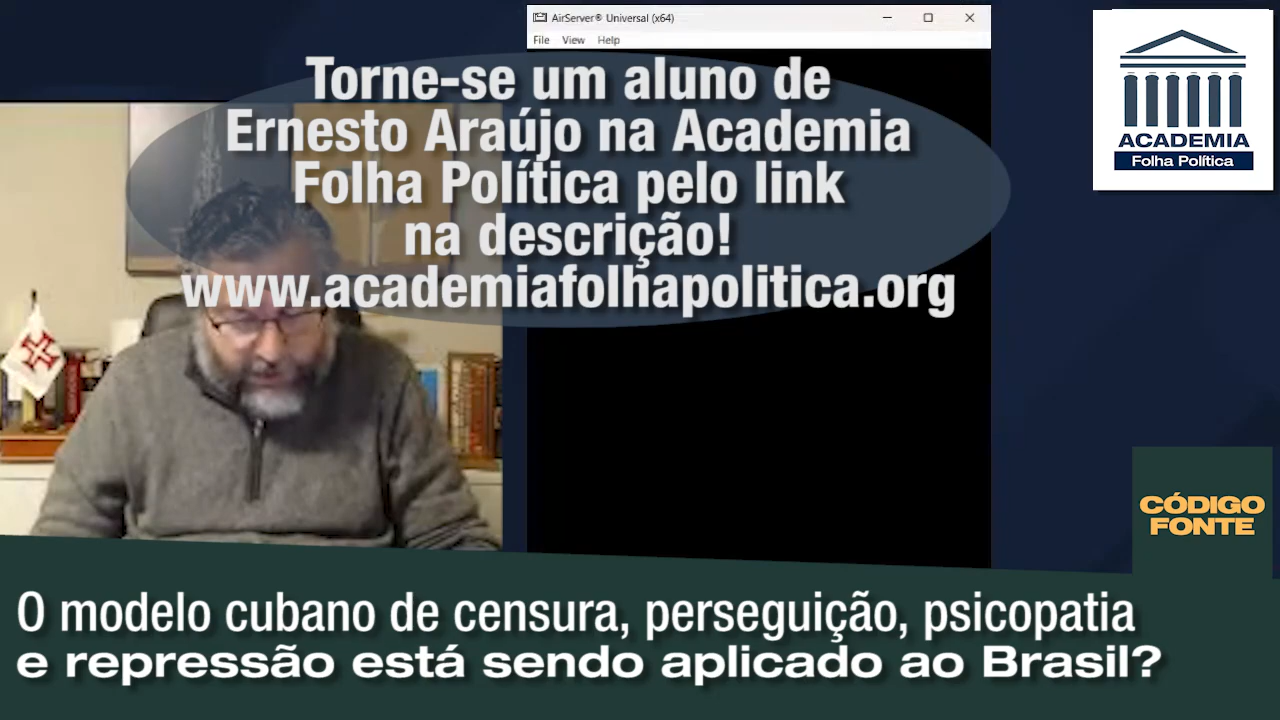 AirServer® Universal (x64)
File View Help
Torne-se um aluno de
Ernesto Araújo na Academia
Folha Política pelo link
na descrição!
www.academiafolhapolitica.org
ACADEMIA
Folha Política
CÓDIGO
FONTE
O modelo cubano de censura, perseguição, psicopatia
e repressão está sendo aplicado ao Brasil?